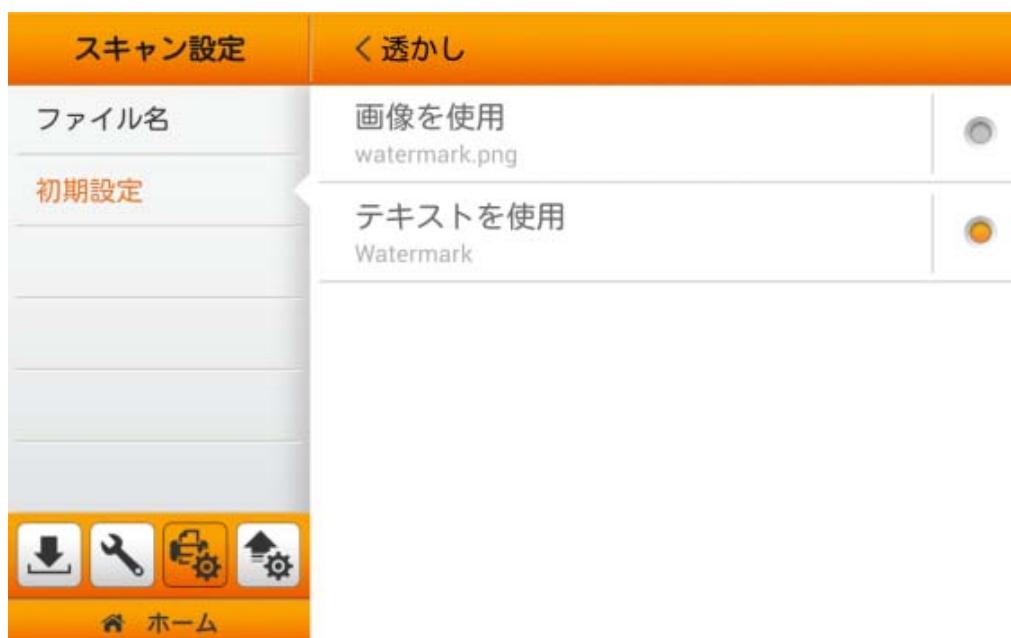 スキャン設定
< 透かし
ファイル名
初期設定
画像を使用
watermark.png
テキストを使用
Watermark
ホーム